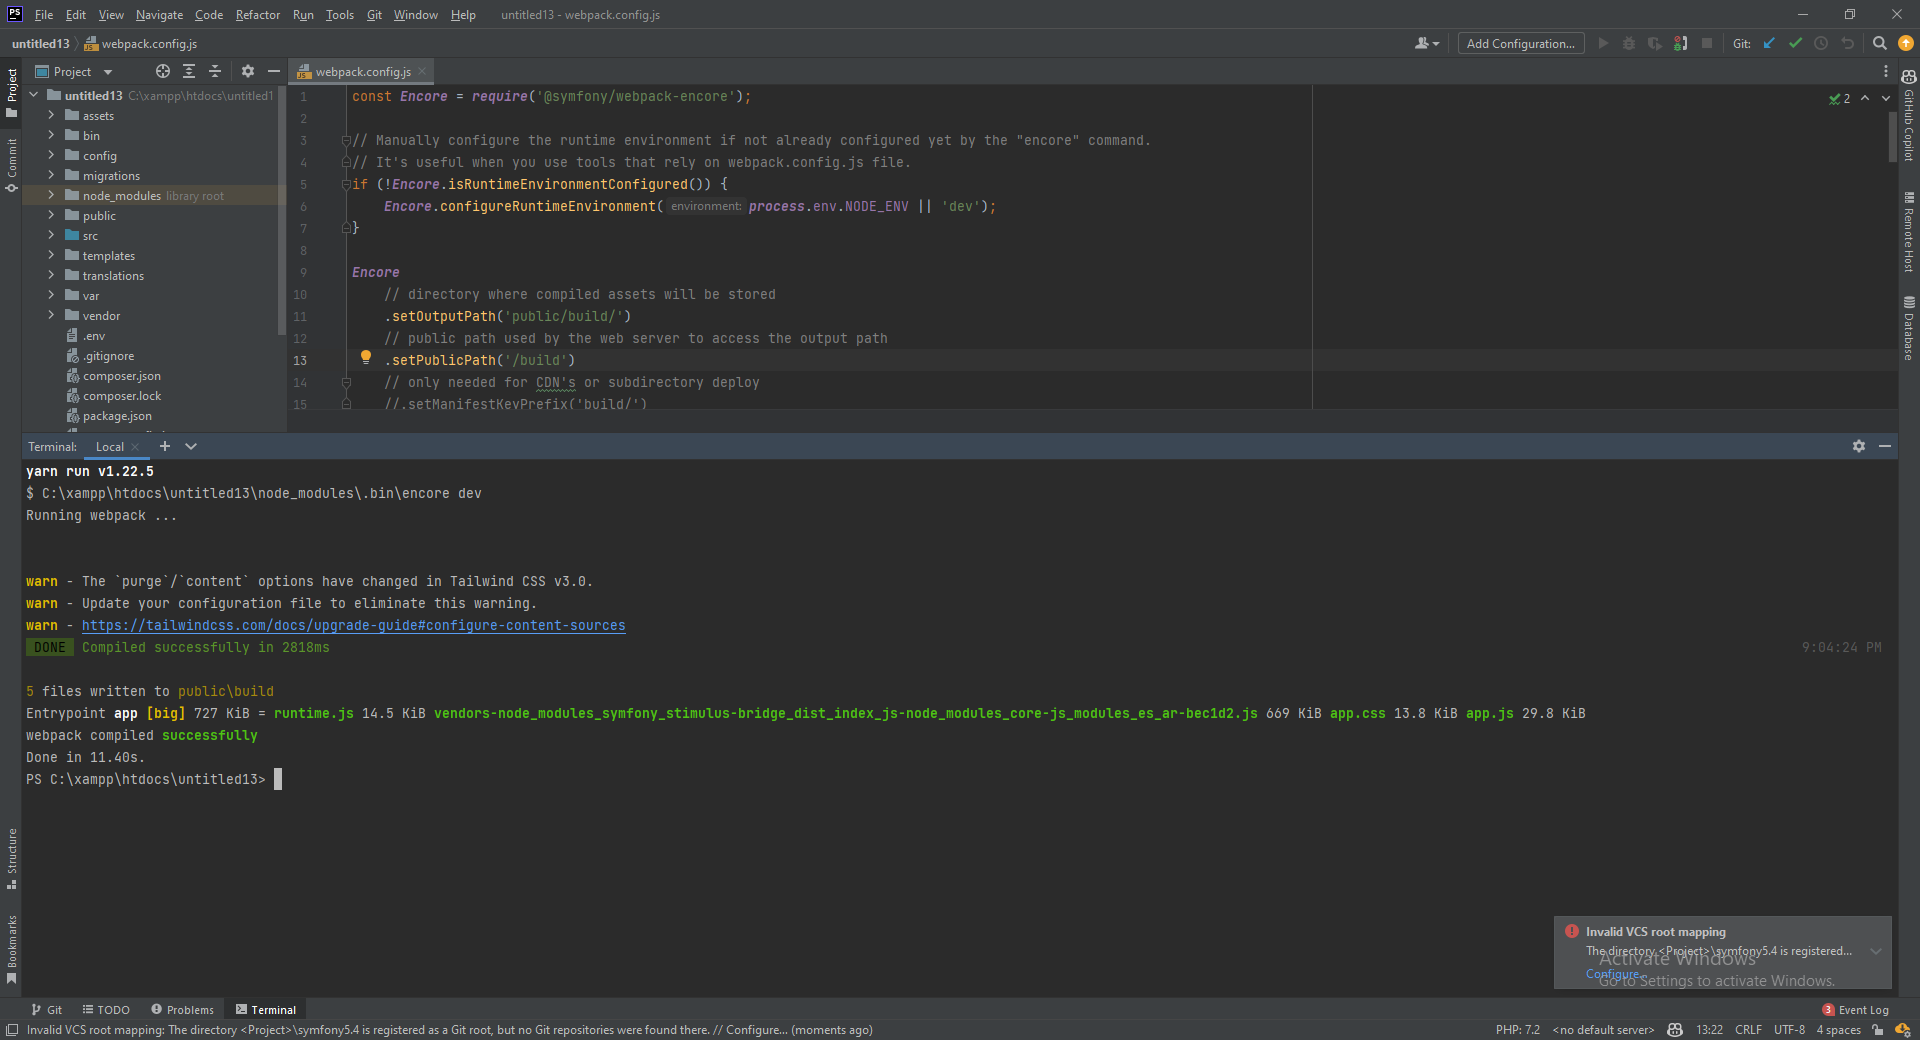 PS File Edit View Navigate Code Refactor Run Tools Git Window Help untitled13 - webpack.config.js
untitled13 webpack.config.js Add Configuration... Git:
Project
Project
webpack.config.js
untitled13 C:\xampp\htdocs\untitled1
assets
bin
config
migrations
node_modules library root
public
src
templates
translations
var
vendor
.env
.gitignore
composer.json
composer.lock
package.json
Commit
2
1 const Encore = require('@symfony/webpack-encore');
2
3 // Manually configure the runtime environment if not already configured yet by the "encore" command.
4 // It's useful when you use tools that rely on webpack.config.js file.
5 if (!Encore.isRuntimeEnvironmentConfigured()) {
6 Encore.configureRuntimeEnvironment( environment: process.env.NODE_ENV || 'dev');
7 }
8
9 Encore
10 // directory where compiled assets will be stored
11 .setOutputPath('public/build/')
12 // public path used by the web server to access the output path
13 .setPublicPath('/build')
14 // only needed for CDN's or subdirectory deploy
15 //.setManifestKeyPrefix('build/')
GitHub Copilot
Remote Host
Database
Terminal: Local
yarn run v1.22.5
$ C:\xampp\htdocs\untitled13\node_modules\.bin\encore dev
Running webpack ...
warn - The `purge`/`content` options have changed in Tailwind CSS v3.0.
warn - Update your configuration file to eliminate this warning.
warn - https://tailwindcss.com/docs/upgrade-guide#configure-content-sources
DONE Compiled successfully in 2818ms 9:04:24 PM
5 files written to public\build
Entrypoint app [big] 727 KiB = runtime.js 14.5 KiB vendors-node_modules_symfony_stimulus-bridge_dist_index_js-node_modules_core-js_modules_es_ar-bec1d2.js 669 KiB app.css 13.8 KiB app.js 29.8 KiB
webpack compiled successfully
Done in 11.40s.
PS C:\xampp\htdocs\untitled13>
Structure
Bookmarks
Invalid VCS root mapping
The directory <Project>\symfony5.4 is registered...
Configure...
Activate Windows
Go to Settings to activate Windows.
Git TODO Problems Terminal 3 Event Log
Invalid VCS root mapping: The directory <Project>\symfony5.4 is registered as a Git root, but no Git repositories were found there. // Configure... (moments ago) PHP: 7.2 <no default server> 13:22 CRLF UTF-8 4 spaces